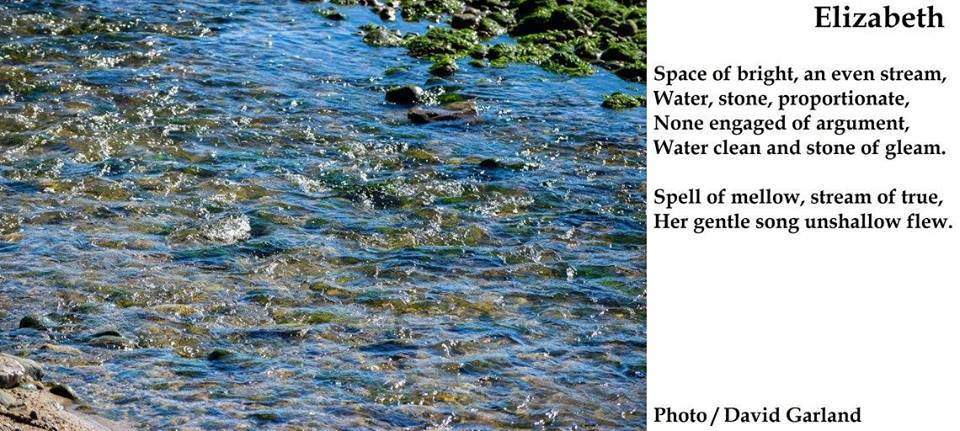 Elizabeth
Space of bright, an even stream,
Water, stone, proportionate,
None engaged of argument,
Water clean and stone of gleam.
Spell of mellow, stream of true,
Her gentle song unshallow flew.
Photo / David Garland